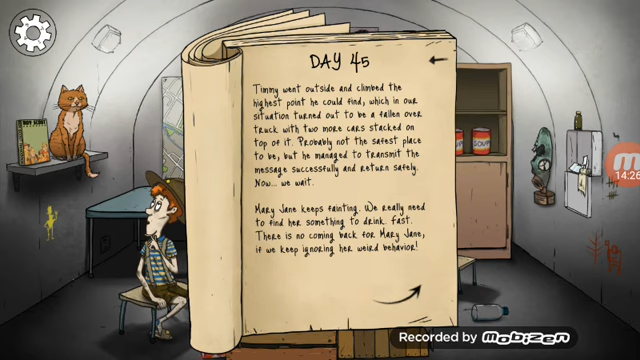 DAY 45
Timmy went outside and climbed the
highest point he could find, which in our
situation turned out to be a fallen over
truck with two more cars stacked on
top of it. Probably not the safest place
to be, but he managed to transmit the
message successfully and return safely.
Now... we wait.
Mary Jane keeps fainting. We really need
to find her something to drink. Fast.
There is no coming back for Mary Jane,
if we keep ignoring her weird behavior!
SOUP
SOUP
14:26
Recorded by mobizen